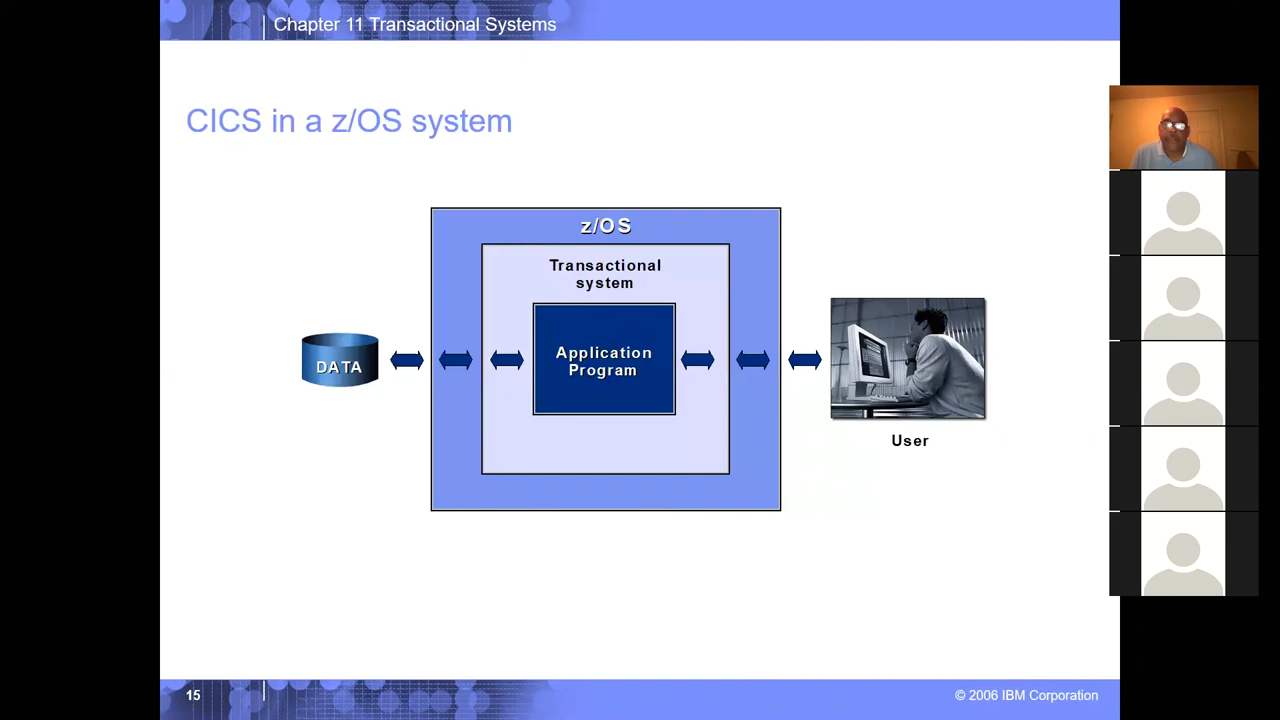 Chapter 11 Transactional Systems
CICS in a z/OS system
z/OS
Transactional
system
DATA
Application
Program
User
15
© 2006 IBM Corporation